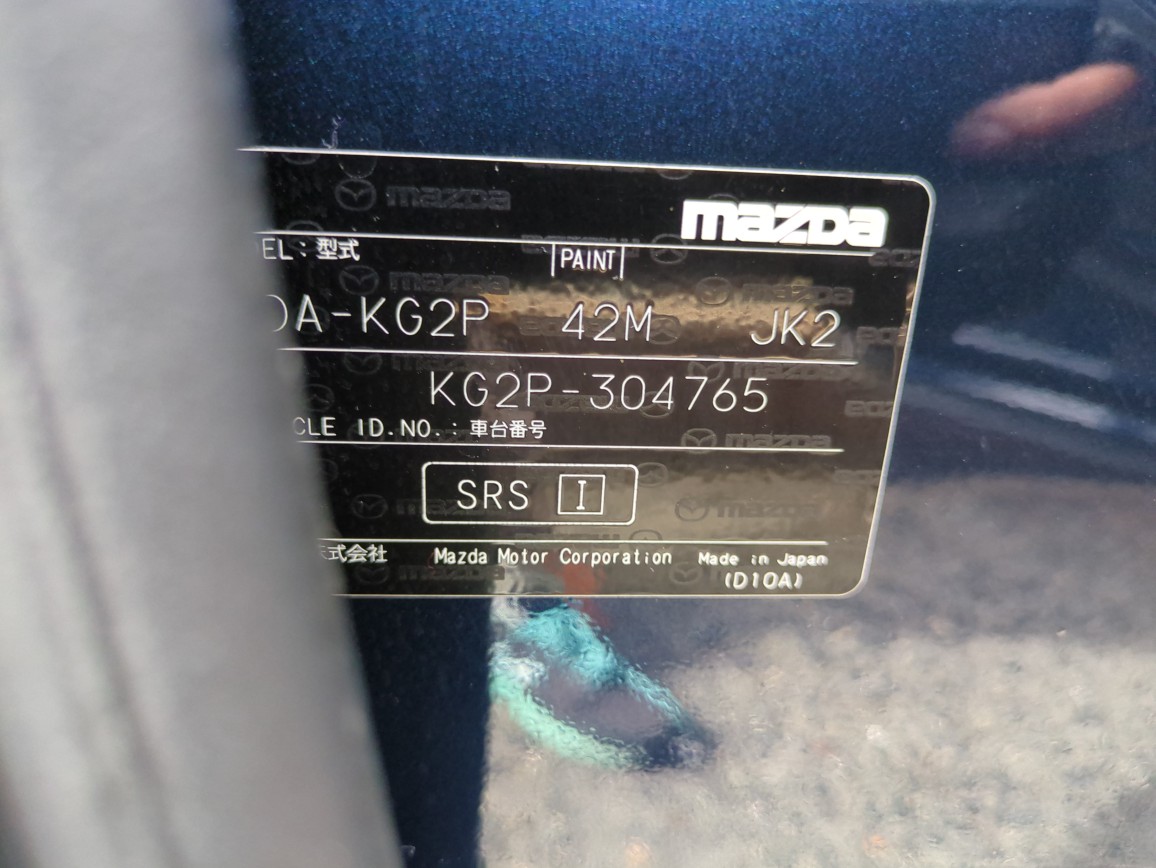 mazda
EL：型式 PAINT
DA-KG2P 42M JK2
KG2P-304765
CLE ID.NO.：車台番号
SRS I
式会社 Mazda Motor Corporation Made in Japan
(D10A)